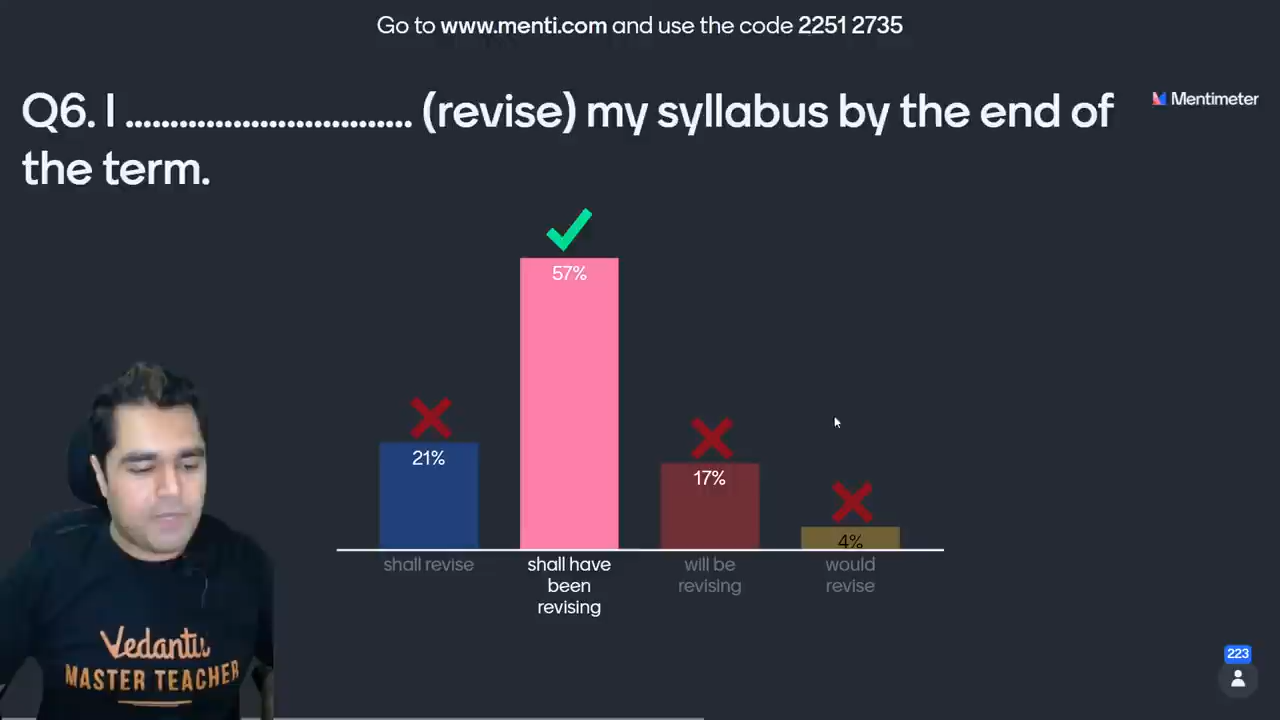 Go to www.menti.com and use the code 2251 2735
Q6. I ................................ (revise) my syllabus by the end of
the term.
Mentimeter
57%
21%
17%
4%
shall revise
shall have
been
revising
will be
revising
would
revise
Vedantu
MASTER TEACHER
223